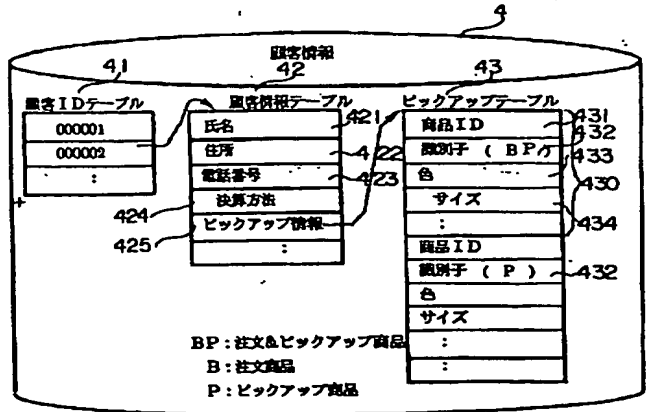 4
顧客情報
41
42
43
顧客IDテーブル
000001
000002
:
顧客情報テーブル
氏名
住所
電話番号
決算方法
ピックアップ情報
:
421
422
423
424
425
ピックアップテーブル
商品ID
識別子 ( BP )
色
サイズ
:
商品ID
識別子 ( P )
色
サイズ
:
:
431
432
433
430
434
432
BP:注文&ピックアップ商品
B:注文商品
P:ピックアップ商品